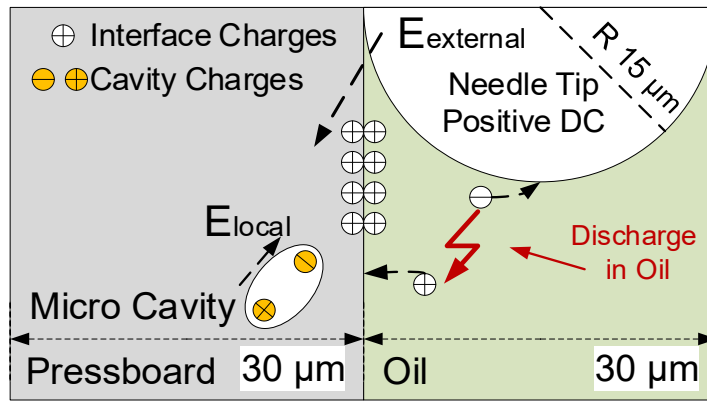 Interface Charges
Cavity Charges
Eexternal
R 15 µm
Needle Tip
Positive DC
Elocal
Discharge
in Oil
Micro Cavity
Pressboard 30 µm
Oil 30 µm